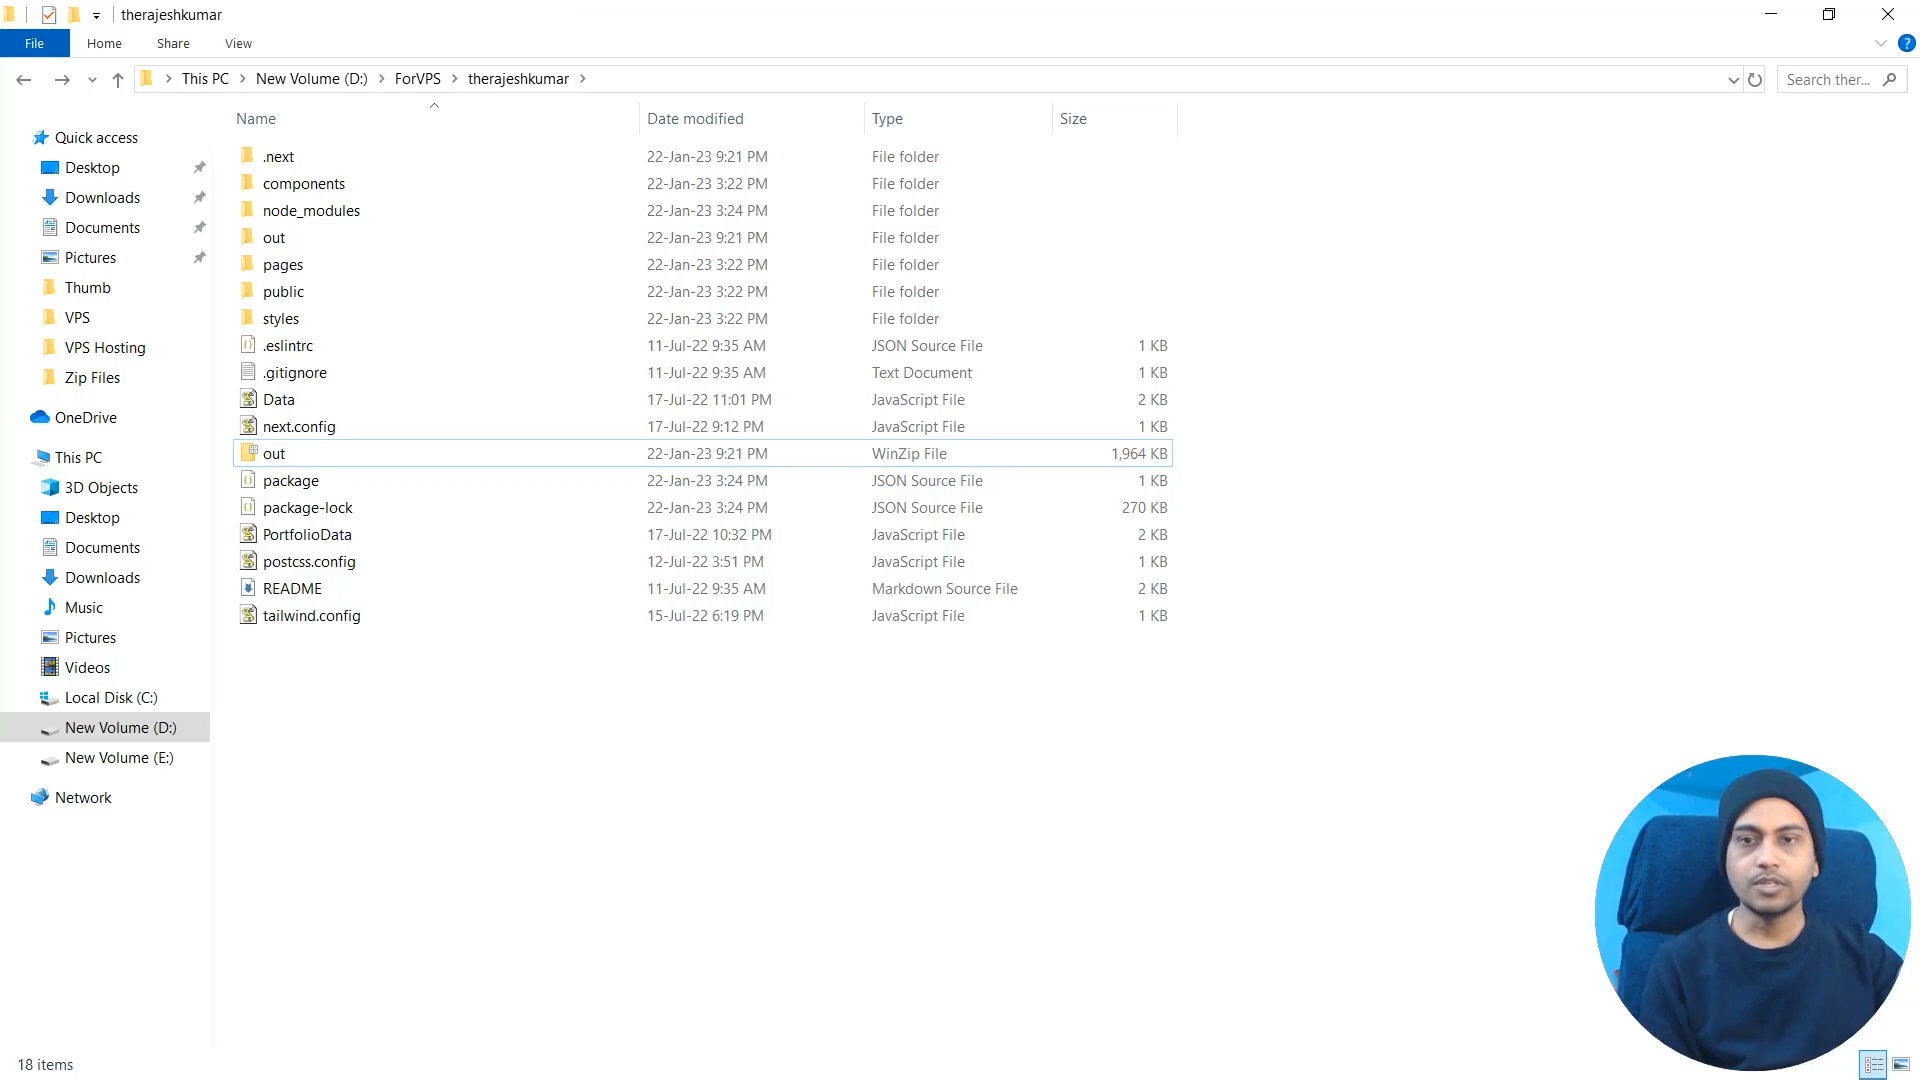 therajeshkumar
File Home Share View
This PC New Volume (D:) ForVPS therajeshkumar Search ther...
Name Date modified Type Size
Quick access
Desktop
Downloads
Documents
Pictures
Thumb
VPS
VPS Hosting
Zip Files
OneDrive
This PC
3D Objects
Desktop
Documents
Downloads
Music
Pictures
Videos
Local Disk (C:)
New Volume (D:)
New Volume (E:)
Network
.next 22-Jan-23 9:21 PM File folder
components 22-Jan-23 3:22 PM File folder
node_modules 22-Jan-23 3:24 PM File folder
out 22-Jan-23 9:21 PM File folder
pages 22-Jan-23 3:22 PM File folder
public 22-Jan-23 3:22 PM File folder
styles 22-Jan-23 3:22 PM File folder
.eslintrc 11-Jul-22 9:35 AM JSON Source File 1 KB
.gitignore 11-Jul-22 9:35 AM Text Document 1 KB
Data 17-Jul-22 11:01 PM JavaScript File 2 KB
next.config 17-Jul-22 9:12 PM JavaScript File 1 KB
out 22-Jan-23 9:21 PM WinZip File 1,964 KB
package 22-Jan-23 3:24 PM JSON Source File 1 KB
package-lock 22-Jan-23 3:24 PM JSON Source File 270 KB
PortfolioData 17-Jul-22 10:32 PM JavaScript File 2 KB
postcss.config 12-Jul-22 3:51 PM JavaScript File 1 KB
README 11-Jul-22 9:35 AM Markdown Source File 2 KB
tailwind.config 15-Jul-22 6:19 PM JavaScript File 1 KB
18 items